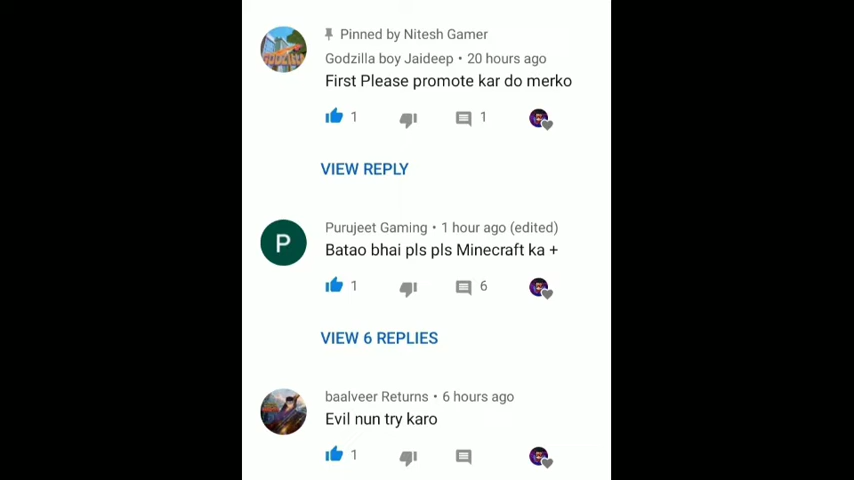 Pinned by Nitesh Gamer
Godzilla boy Jaideep • 20 hours ago
First Please promote kar do merko
1 1
VIEW REPLY
P
Purujeet Gaming • 1 hour ago (edited)
Batao bhai pls pls Minecraft ka +
1 6
VIEW 6 REPLIES
baalveer Returns • 6 hours ago
Evil nun try karo
1